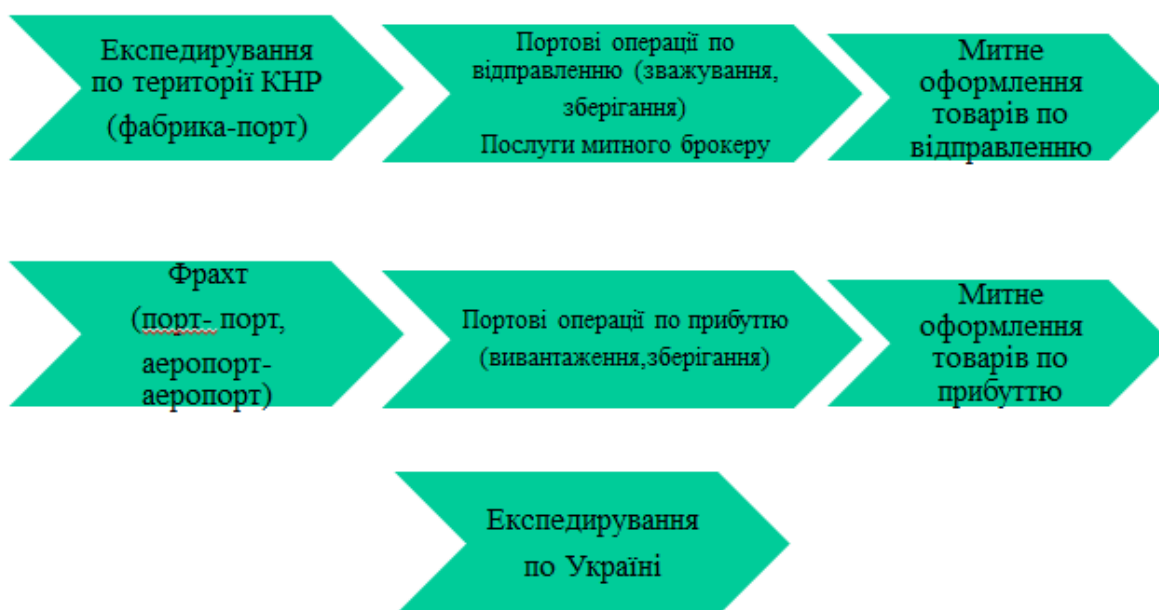 Експедирування
по території КНР
(фабрика-порт)
Портові операції по
відправленню (зважування,
зберігання)
Послуги митного брокеру
Митне
оформлення
товарів по
відправленню
Фрахт
(порт- порт,
аеропорт-
аеропорт)
Портові операції по прибуттю
(вивантаження,зберігання)
Митне
оформлення
товарів по
прибуттю
Експедирування
по Україні